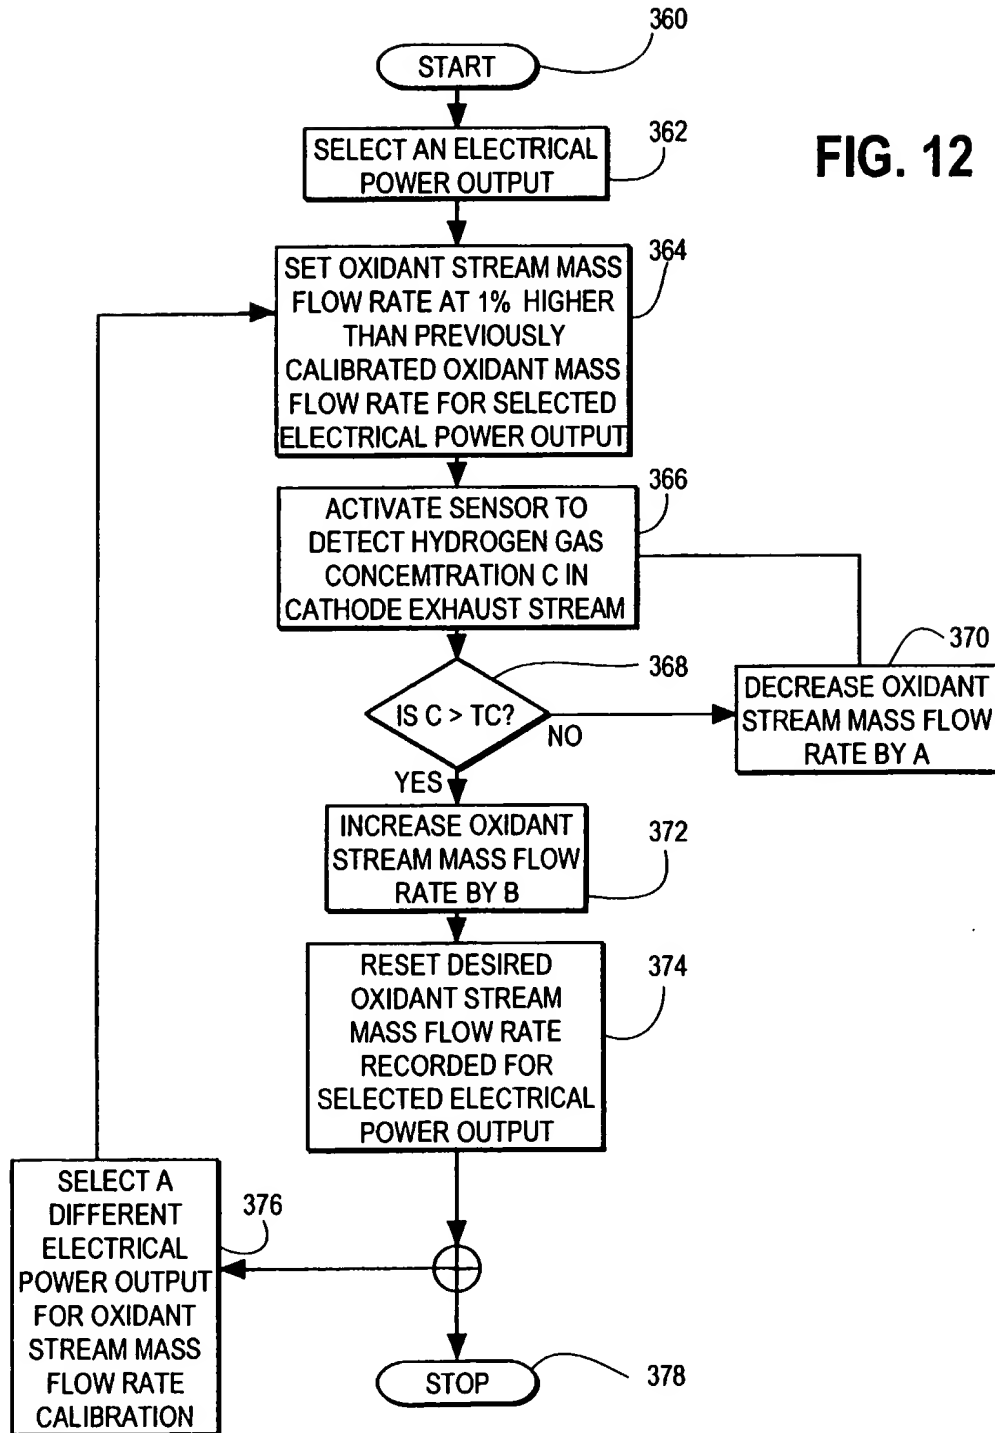 360
START
362
SELECT AN ELECTRICAL
POWER OUTPUT
FIG. 12
364
SET OXIDANT STREAM MASS
FLOW RATE AT 1% HIGHER
THAN PREVIOUSLY
CALIBRATED OXIDANT MASS
FLOW RATE FOR SELECTED
ELECTRICAL POWER OUTPUT
366
ACTIVATE SENSOR TO
DETECT HYDROGEN GAS
CONCEMTRATION C IN
CATHODE EXHAUST STREAM
368
IS C > TC?
NO
370
DECREASE OXIDANT
STREAM MASS FLOW
RATE BY A
YES
INCREASE OXIDANT
STREAM MASS FLOW
RATE BY B
372
RESET DESIRED
OXIDANT STREAM
MASS FLOW RATE
RECORDED FOR
SELECTED ELECTRICAL
POWER OUTPUT
374
SELECT A
DIFFERENT
ELECTRICAL
POWER OUTPUT
FOR OXIDANT
STREAM MASS
FLOW RATE
CALIBRATION
376
STOP
378